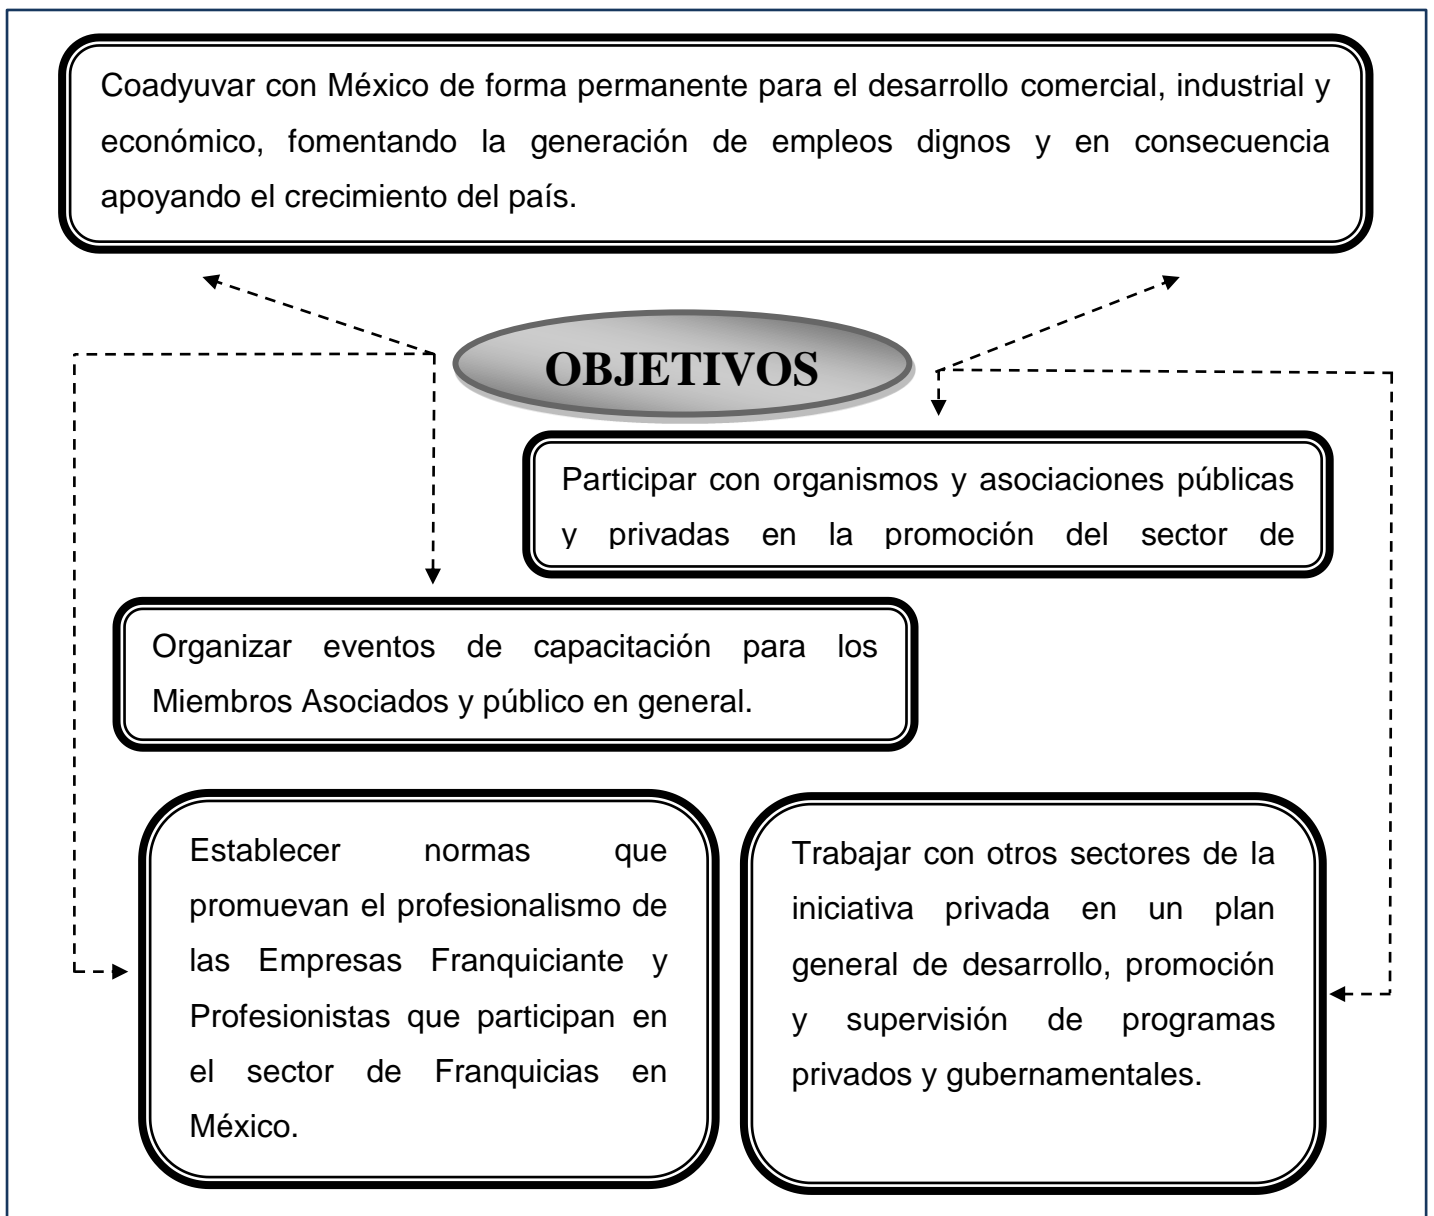 Coadyuvar con México de forma permanente para el desarrollo comercial, industrial y
económico, fomentando la generación de empleos dignos y en consecuencia
apoyando el crecimiento del país.
OBJETIVOS
Participar con organismos y asociaciones públicas
y privadas en la promoción del sector de
Organizar eventos de capacitación para los
Miembros Asociados y público en general.
Establecer normas que
promuevan el profesionalismo de
las Empresas Franquiciante y
Profesionistas que participan en
el sector de Franquicias en
México.
Trabajar con otros sectores de la
iniciativa privada en un plan
general de desarrollo, promoción
y supervisión de programas
privados y gubernamentales.